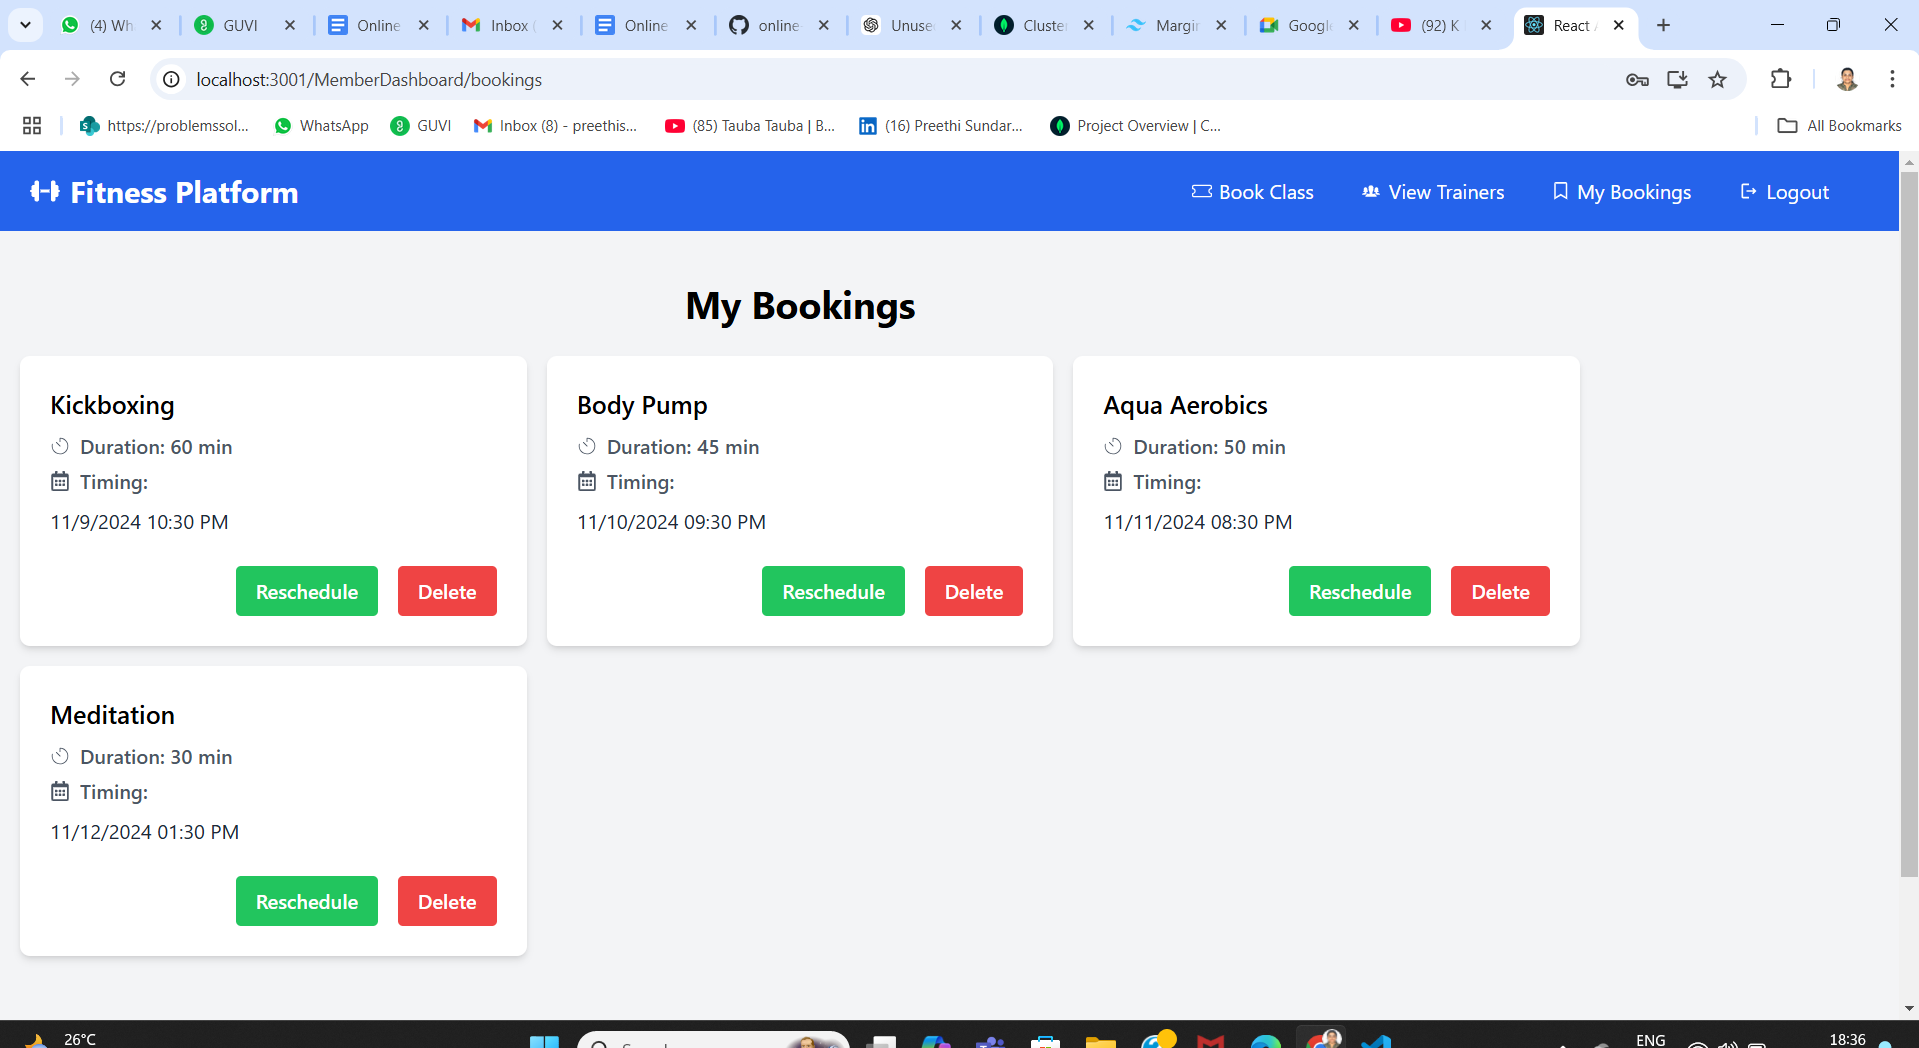 (4) Wh
GUVI
Online
Inbox (
Online
online-
Unuse
Cluster
Margin
Google
(92) K
React A
localhost:3001/MemberDashboard/bookings
https://problemssol...
WhatsApp
GUVI
Inbox (8) - preethis...
(85) Tauba Tauba | B...
(16) Preethi Sundar...
Project Overview | C...
All Bookmarks
Fitness Platform
Book Class
View Trainers
My Bookings
Logout
My Bookings
Kickboxing
Duration: 60 min
Timing:
11/9/2024 10:30 PM
Reschedule
Delete
Body Pump
Duration: 45 min
Timing:
11/10/2024 09:30 PM
Reschedule
Delete
Aqua Aerobics
Duration: 50 min
Timing:
11/11/2024 08:30 PM
Reschedule
Delete
Meditation
Duration: 30 min
Timing:
11/12/2024 01:30 PM
Reschedule
Delete
26°C
ENG
18:36